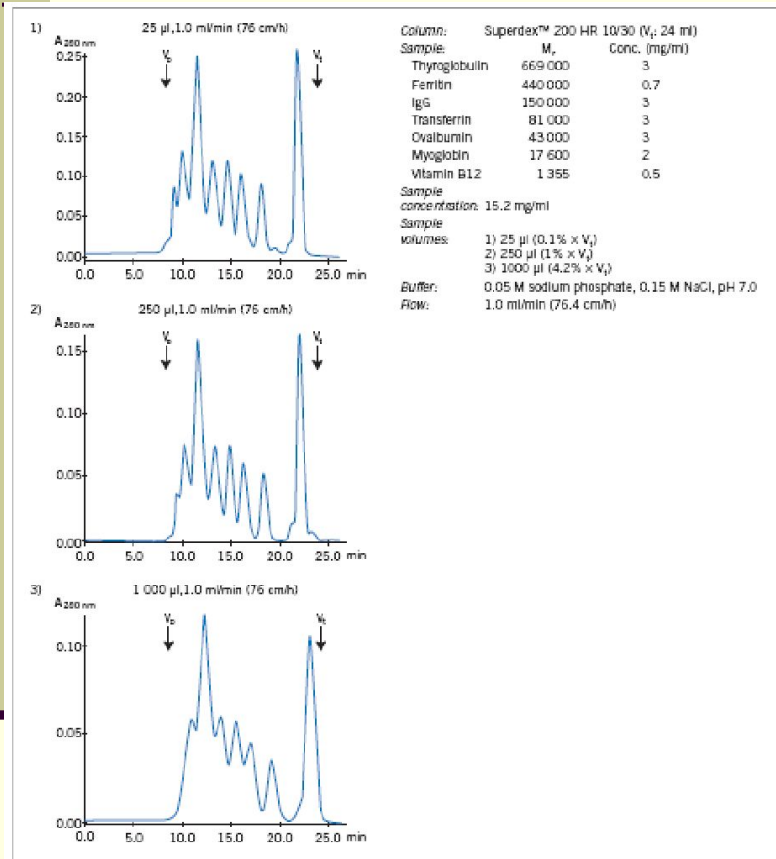 1)
25 µl,1.0 ml/min (76 cm/h)
A280 nm
V0
Vt
0.25
0.20
0.15
0.10
0.05
0.00
0.0 5.0 10.0 15.0 20.0 25.0 min
2)
250 µl,1.0 ml/min (76 cm/h)
A280 nm
V0
Vt
0.15
0.10
0.05
0.00
0.0 5.0 10.0 15.0 20.0 25.0 min
3)
1 000 µl,1.0 ml/min (76 cm/h)
A280 nm
V0
Vt
0.10
0.05
0.00
0.0 5.0 10.0 15.0 20.0 25.0 min
Column: Superdex™ 200 HR 10/30 (Vt: 24 ml)
Sample: Mr Conc. (mg/ml)
Thyroglobulin 669 000 3
Ferritin 440 000 0.7
IgG 150 000 3
Transferrin 81 000 3
Ovalbumin 43 000 3
Myoglobin 17 600 2
Vitamin B12 1 355 0.5
Sample
concentration: 15.2 mg/ml
Sample
volumes: 1) 25 µl (0.1% x Vt)
2) 250 µl (1% x Vt)
3) 1000 µl (4.2% x Vt)
Buffer: 0.05 M sodium phosphate, 0.15 M NaCl, pH 7.0
Flow: 1.0 ml/min (76.4 cm/h)